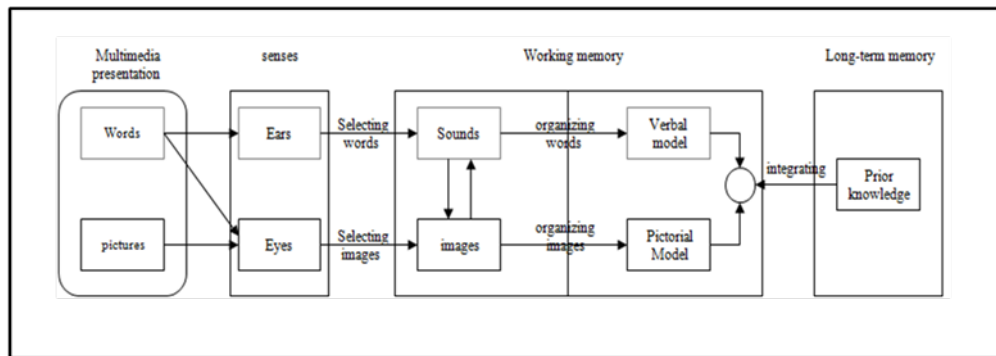 Multimedia
presentation
senses
Working memory
Long-term memory
Words
Ears
Selecting
words
Sounds
organizing
words
Verbal
model
integrating
Prior
knowledge
pictures
Eyes
Selecting
images
images
organizing
images
Pictorial
Model